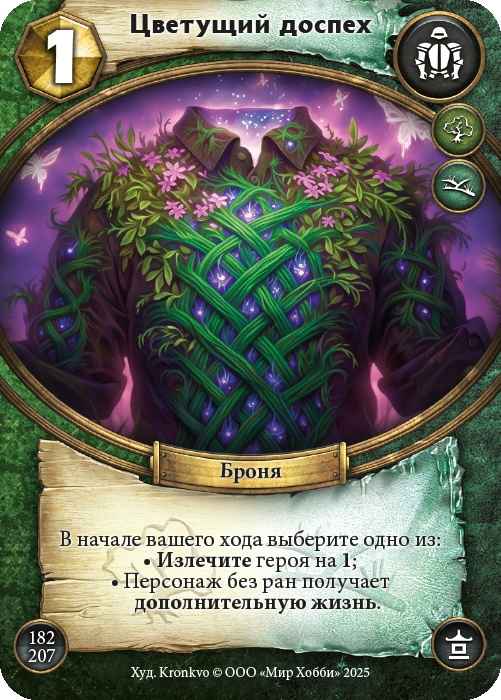 Цветущий доспех
1
Броня
В начале вашего хода выберите одно из:
• Излечите героя на 1;
• Персонаж без ран получает
дополнительную жизнь.
182
207
Худ. Kronkvo © ООО «Мир Хобби» 2025